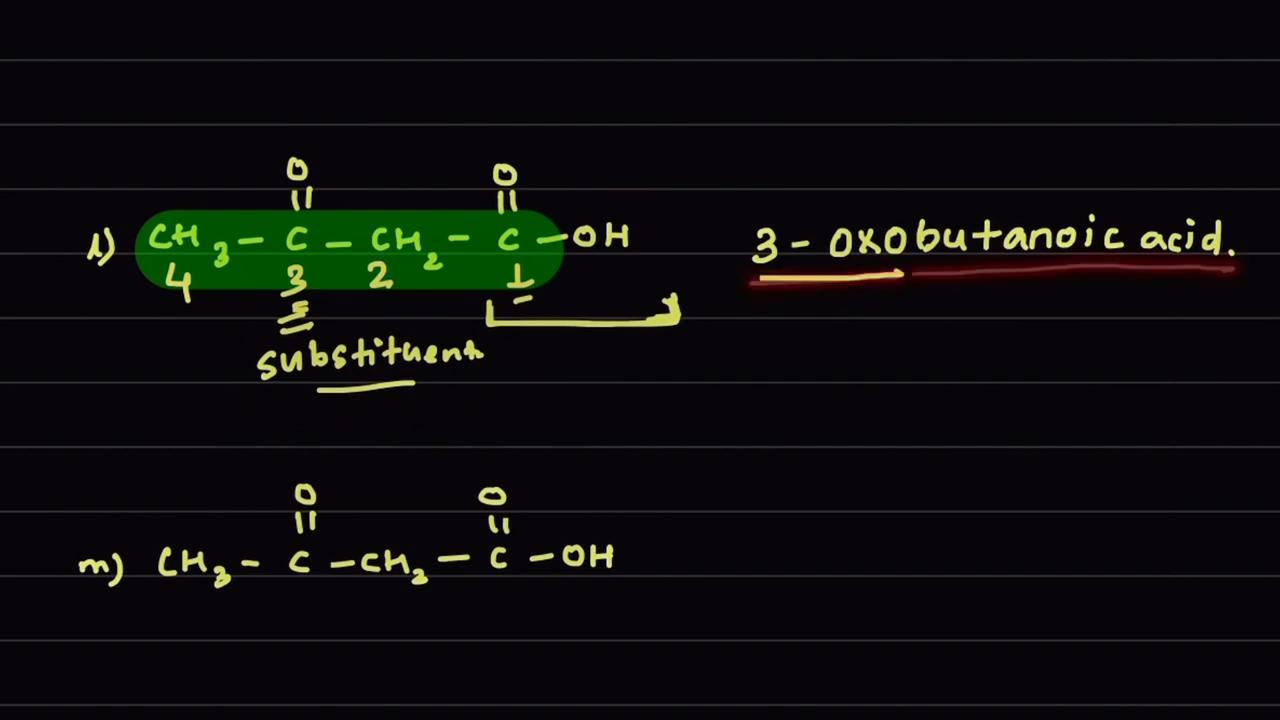 O O
|| ||
l) CH3 – C – CH2 – C – OH 3 - oxobutanoic acid.
4 3 2 1
substituent
O O
|| ||
m) CH3 – C – CH2 – C – OH